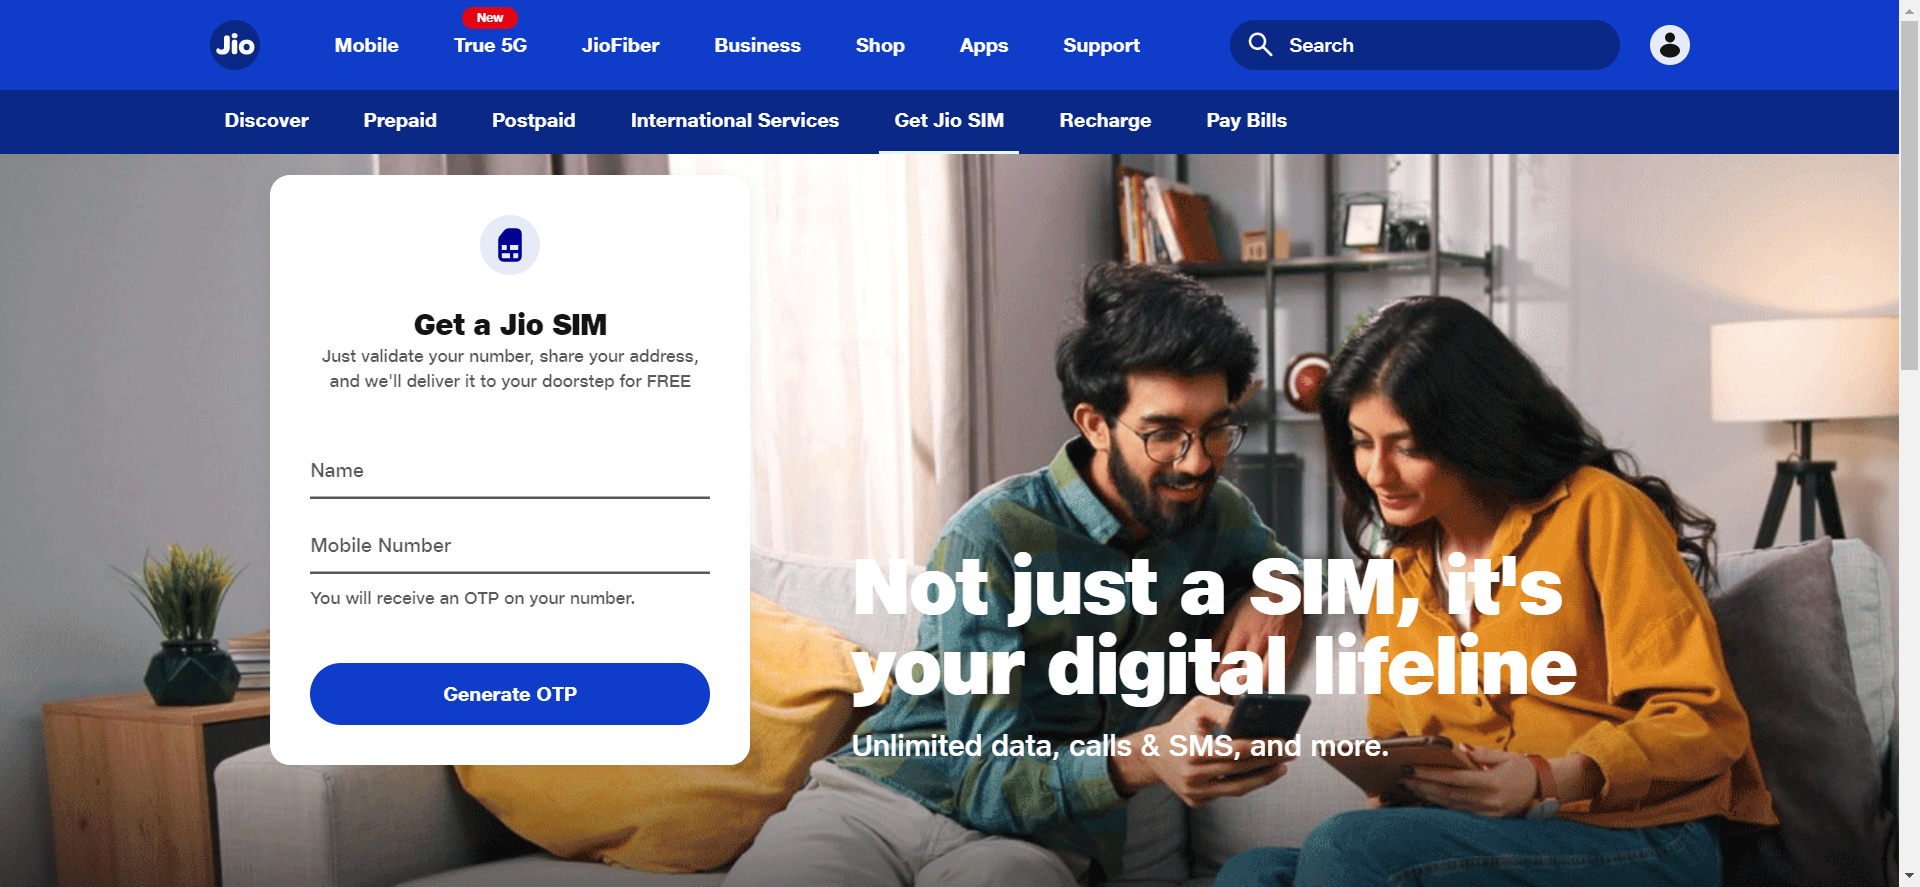 New
Jio
Mobile
True 5G
JioFiber
Business
Shop
Apps
Support
Search
Discover
Prepaid
Postpaid
International Services
Get Jio SIM
Recharge
Pay Bills
Get a Jio SIM
Just validate your number, share your address,
and we'll deliver it to your doorstep for FREE
Name
Mobile Number
You will receive an OTP on your number.
Generate OTP
Not just a SIM, it's
your digital lifeline
Unlimited data, calls & SMS, and more.